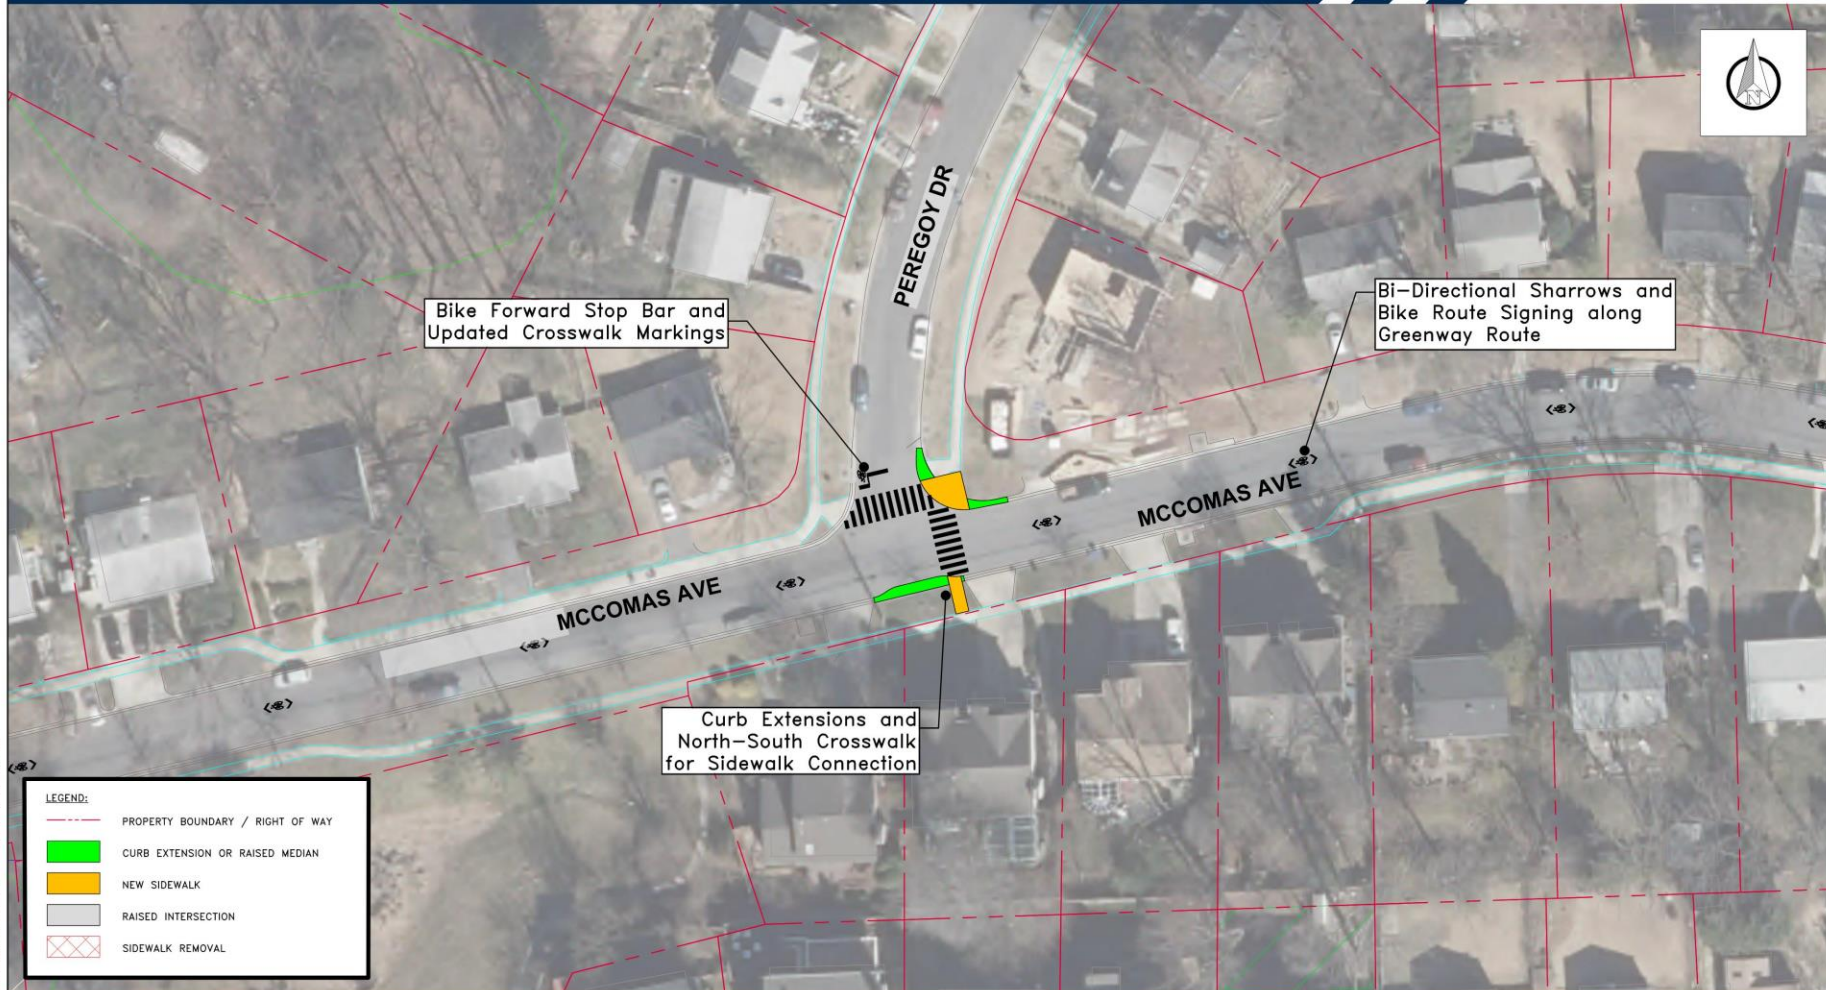 N
PEREGOY DR
Bike Forward Stop Bar and
Updated Crosswalk Markings
Bi-Directional Sharrows and
Bike Route Signing along
Greenway Route
MCCOMAS AVE
MCCOMAS AVE
Curb Extensions and
North-South Crosswalk
for Sidewalk Connection
LEGEND:
PROPERTY BOUNDARY / RIGHT OF WAY
CURB EXTENSION OR RAISED MEDIAN
NEW SIDEWALK
RAISED INTERSECTION
SIDEWALK REMOVAL